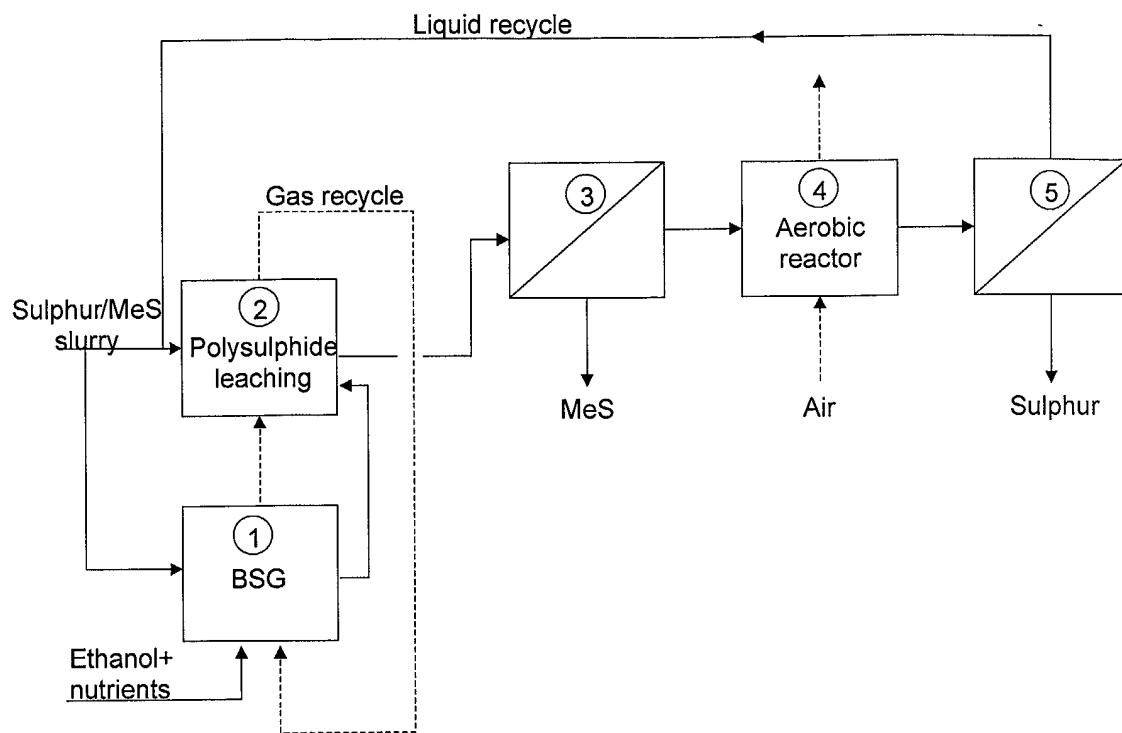 Liquid recycle
Gas recycle
3
4
Aerobic
reactor
5
Sulphur/MeS
slurry
2
Polysulphide
leaching
MeS
Air
Sulphur
1
BSG
Ethanol+
nutrients